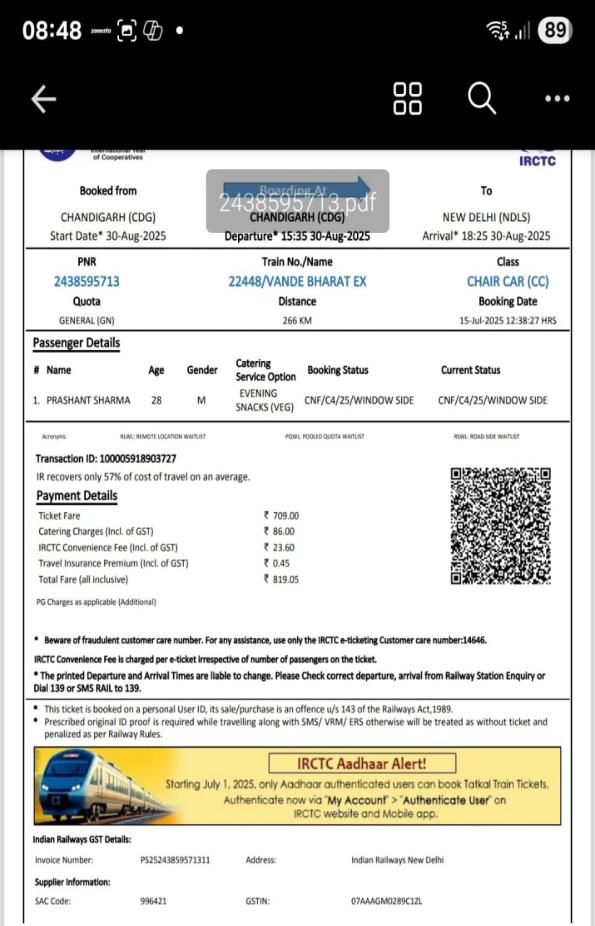 08:48 zomato 89
of Cooperatives
IRCTC
Booked from Boarding At To
2438595713.pdf
CHANDIGARH (CDG) CHANDIGARH (CDG) NEW DELHI (NDLS)
Start Date* 30-Aug-2025 Departure* 15:35 30-Aug-2025 Arrival* 18:25 30-Aug-2025
PNR Train No./Name Class
2438595713 22448/VANDE BHARAT EX CHAIR CAR (CC)
Quota Distance Booking Date
GENERAL (GN) 266 KM 15-Jul-2025 12:38:27 HRS
Passenger Details
# Name Age Gender Catering Service Option Booking Status Current Status
1. PRASHANT SHARMA 28 M EVENING SNACKS (VEG) CNF/C4/25/WINDOW SIDE CNF/C4/25/WINDOW SIDE
Acronyms: RLWL: REMOTE LOCATION WAITLIST PQWL: POOLED QUOTA WAITLIST RSWL: ROAD-SIDE WAITLIST
Transaction ID: 100005918903727
IR recovers only 57% of cost of travel on an average.
Payment Details
Ticket Fare ₹ 709.00
Catering Charges (Incl. of GST) ₹ 86.00
IRCTC Convenience Fee (Incl. of GST) ₹ 23.60
Travel Insurance Premium (Incl. of GST) ₹ 0.45
Total Fare (all inclusive) ₹ 819.05
PG Charges as applicable (Additional)
* Beware of fraudulent customer care number. For any assistance, use only the IRCTC e-ticketing Customer care number:14646.
IRCTC Convenience Fee is charged per e-ticket irrespective of number of passengers on the ticket.
* The printed Departure and Arrival Times are liable to change. Please Check correct departure, arrival from Railway Station Enquiry or
Dial 139 or SMS RAIL to 139.
• This ticket is booked on a personal User ID, its sale/purchase is an offence u/s 143 of the Railways Act,1989.
• Prescribed original ID proof is required while travelling along with SMS/ VRM/ ERS otherwise will be treated as without ticket and
penalized as per Railway Rules.
IRCTC Aadhaar Alert!
Starting July 1, 2025, only Aadhaar authenticated users can book Tatkal Train Tickets.
Authenticate now via "My Account" > "Authenticate User" on
IRCTC website and Mobile app.
Indian Railways GST Details:
Invoice Number: PS25243859571311 Address: Indian Railways New Delhi
Supplier Information:
SAC Code: 996421 GSTIN: 07AAAGM0289C1ZL